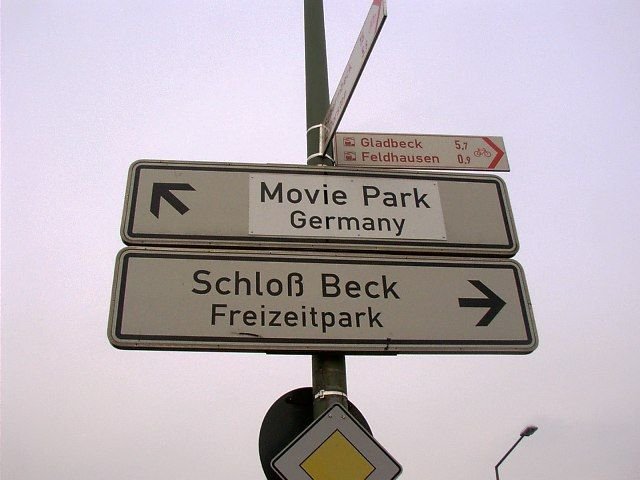 Gladbeck 5,7
Feldhausen 0,9
Movie Park
Germany
Schloß Beck
Freizeitpark